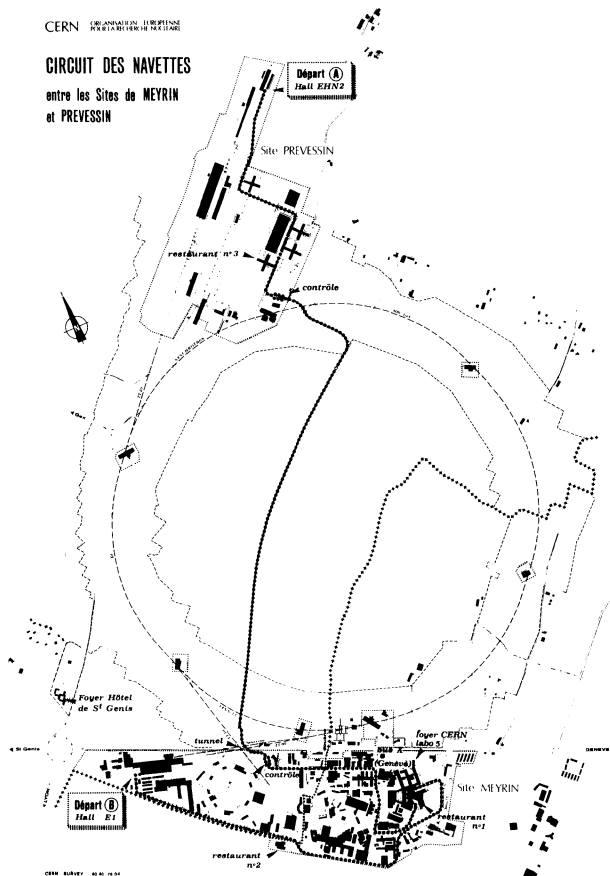 CERN ORGANISATION EUROPEENNE
POUR LA RECHERCHE NUCLEAIRE
CIRCUIT DES NAVETTES
entre les Sites de MEYRIN
et PREVESSIN
Départ A
Hall EHN2
Site PREVESSIN
restaurant n°3
contrôle
Foyer Hôtel
de St Genis
tunnel
foyer CERN
labo 5
St Genis
Bus X
(Genève)
GENEVE
contrôle
Site MEYRIN
LYON
Départ B
Hall E1
restaurant
n°1
restaurant
n°2
CERN SURVEY